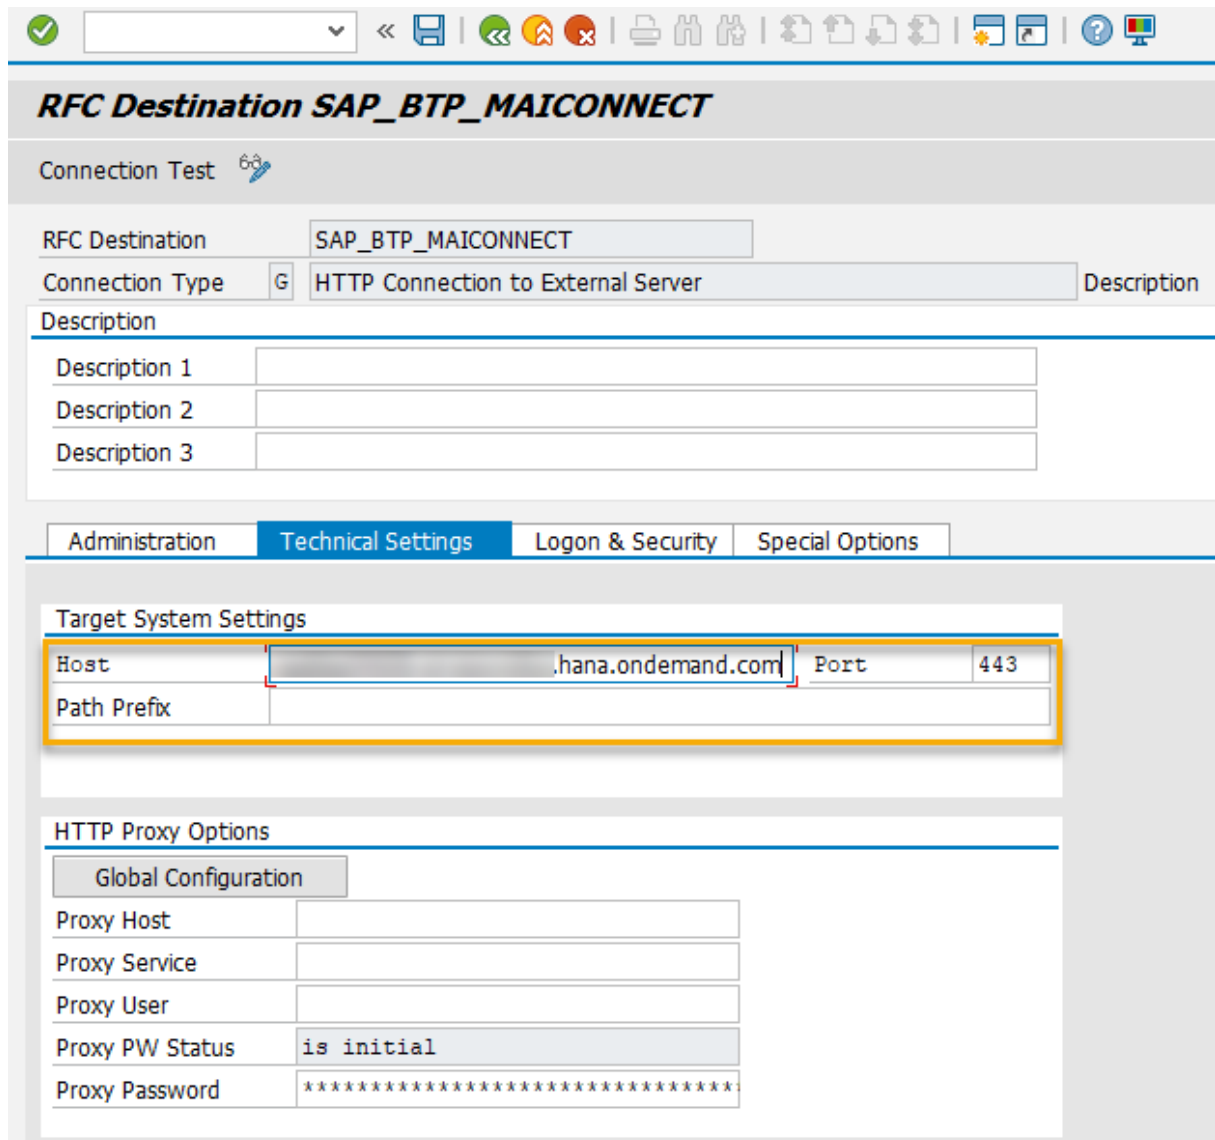 RFC Destination SAP_BTP_MAICONNECT
Connection Test
RFC Destination SAP_BTP_MAICONNECT
Connection Type G HTTP Connection to External Server Description
Description
Description 1
Description 2
Description 3
Administration Technical Settings Logon & Security Special Options
Target System Settings
Host .hana.ondemand.com Port 443
Path Prefix
HTTP Proxy Options
Global Configuration
Proxy Host
Proxy Service
Proxy User
Proxy PW Status is initial
Proxy Password ********************************